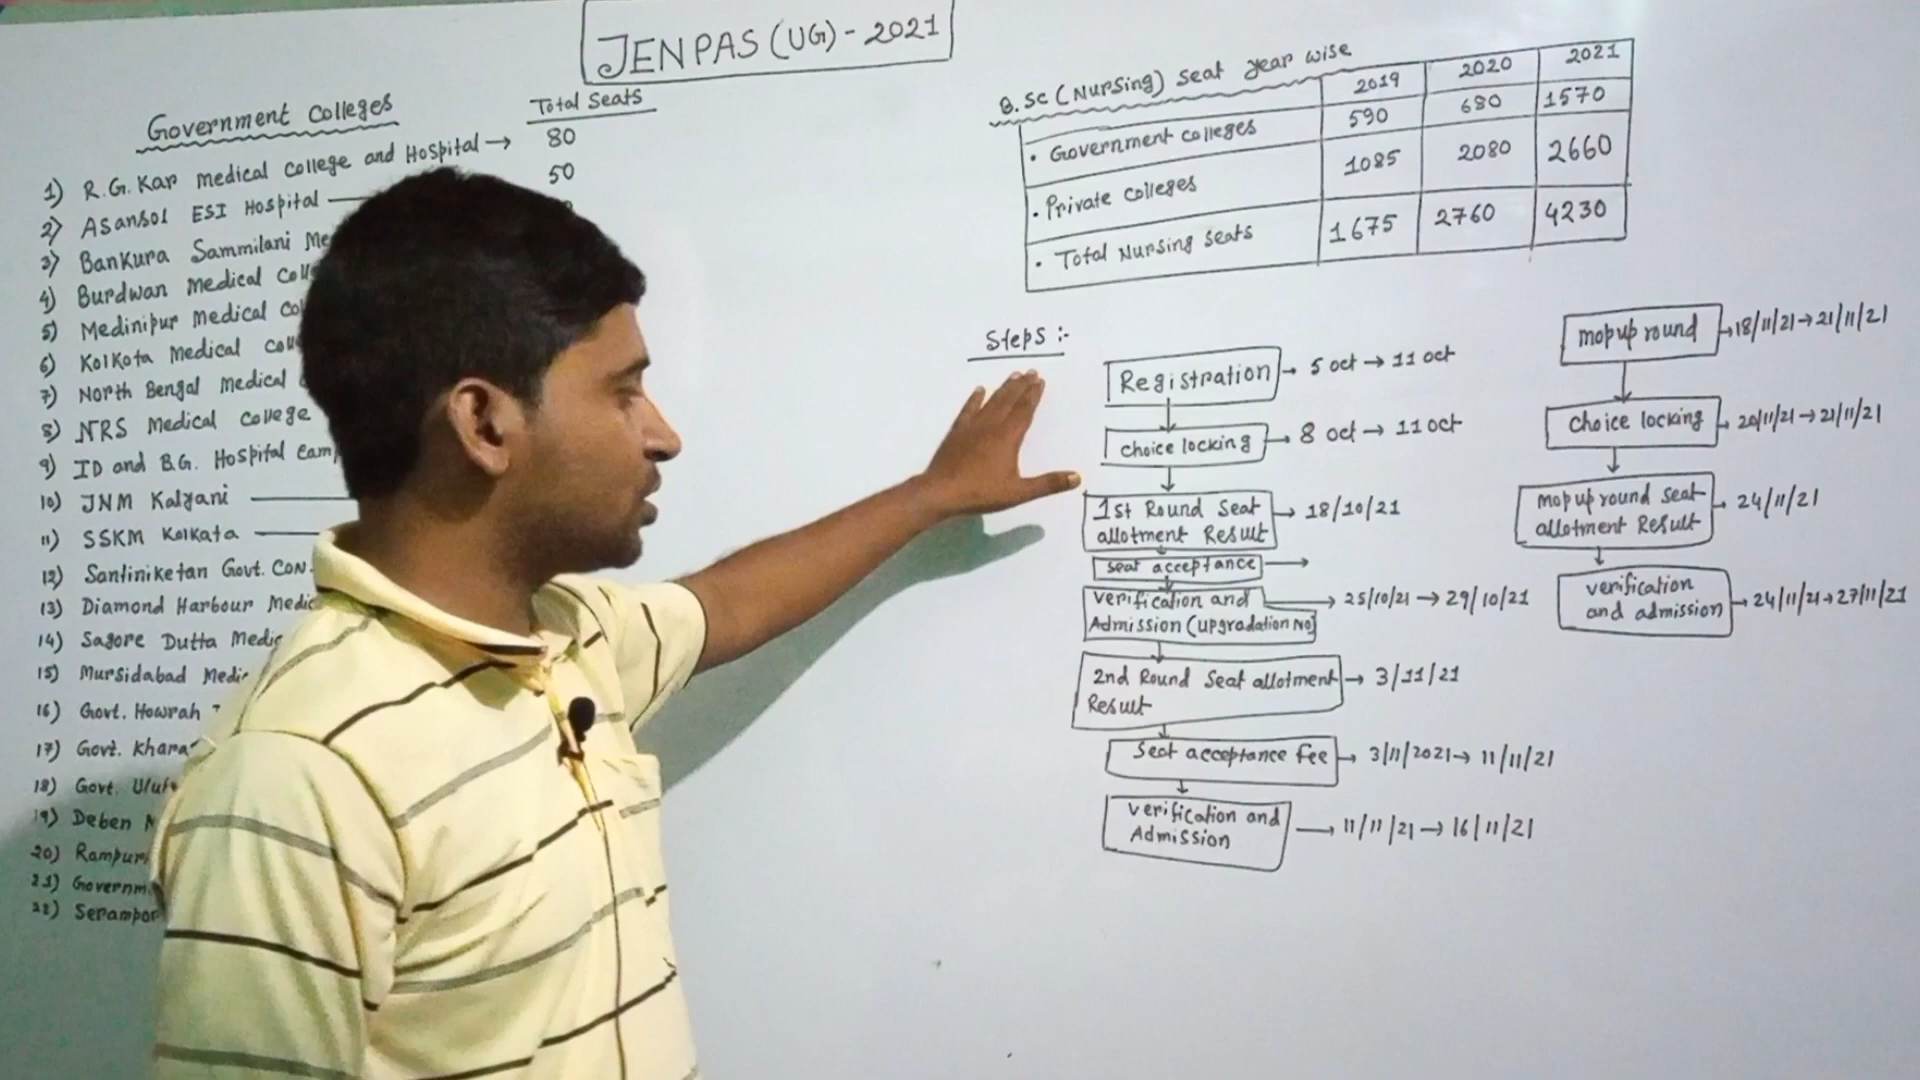 JENPAS (UG) - 2021
Government Colleges
Total Seats
1) R.G. Kar Medical College and Hospital → 80
2) Asansol ESI Hospital 50
3) Bankura Sammilani
4) Burdwan Medical
5) Medinipur Medical
6) Kolkota Medical
7) North Bengal Medical
8) NRS Medical College
9) ID and B.G. Hospital
10) JNM Kalyani
11) SSKM Kolkata
12) Santiniketan Govt.
13) Diamond Harbour
14) Sagore Dutta
15) Mursidabad
16) Govt. Howrah
17) Govt.
18) Govt.
19) Deben
20)
21)
22)
B.Sc (Nursing) Seat year wise
2019 2020 2021
• Government colleges 590 680 1570
• Private colleges 1085 2080 2660
• Total Nursing Seats 1675 2760 4230
Steps :-
Registration → 5 oct → 11 oct
choice locking → 8 oct → 11 oct
1st Round Seat
allotment Result → 18/10/21
seat acceptance →
verification and
Admission (upgradation No) → 25/10/21 → 29/10/21
2nd Round Seat allotment
Result → 3/11/21
Seat acceptance fee → 3/11/2021 → 11/11/21
verification and
Admission → 11/11/21 → 16/11/21
mopup round → 18/11/21 → 21/11/21
choice locking → 20/11/21 → 21/11/21
mopup round seat
allotment Result → 24/11/21
verification
and admission → 24/11/21 → 27/11/21